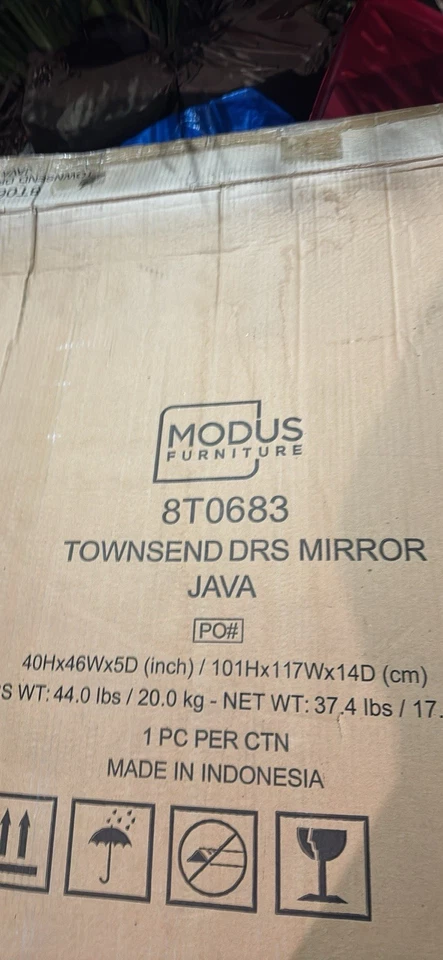 MODUS
FURNITURE
8T0683
TOWNSEND DRS MIRROR
JAVA
PO#
40Hx46Wx5D (inch) / 101Hx117Wx14D (cm)
S WT: 44.0 lbs / 20.0 kg - NET WT: 37.4 lbs / 17.
1 PC PER CTN
MADE IN INDONESIA